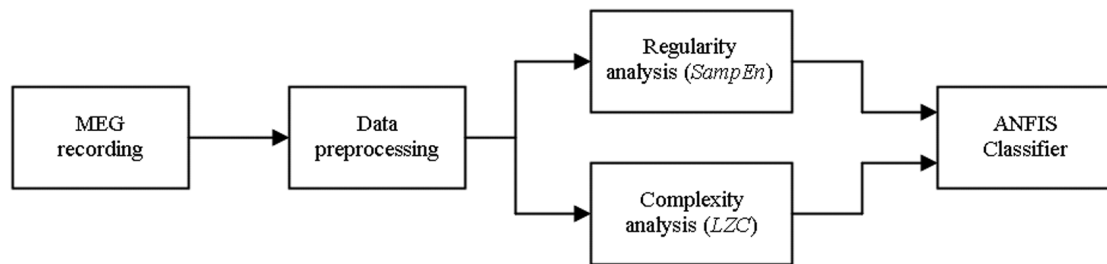 MEG
recording
Data
preprocessing
Regularity
analysis (SampEn)
Complexity
analysis (LZC)
ANFIS
Classifier